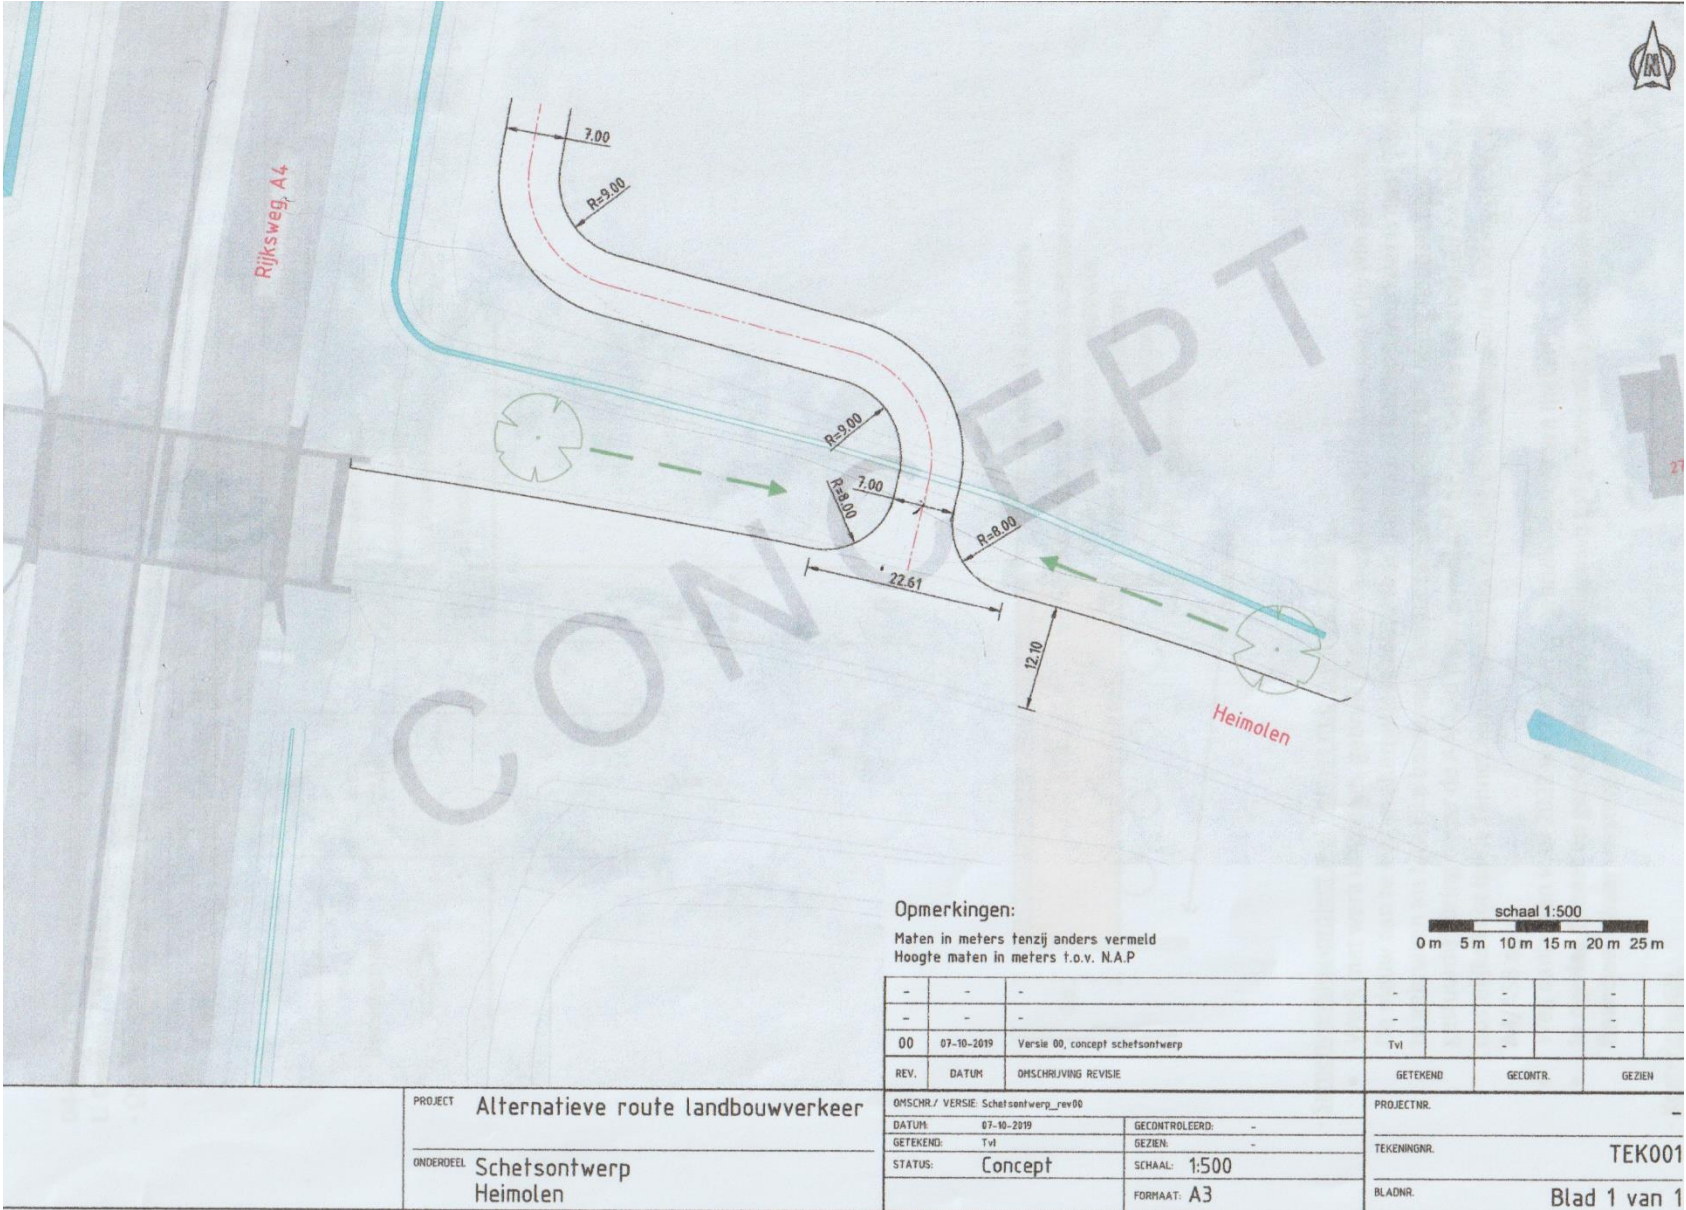 N
7.00
R=9.00
Rijksweg A4
CONCEPT
R=9.00
27
7.00
R=8.00
R=8.00
22.61
12.10
Heimolen
Opmerkingen:
Maten in meters tenzij anders vermeld
Hoogte maten in meters t.o.v. N.A.P
schaal 1:500
0 m 5 m 10 m 15 m 20 m 25 m
- - - - - -
- - - - - -
00 07-10-2019 Versie 00, concept schetsontwerp TvI - -
REV. DATUM OMSCHRIJVING REVISIE GETEKEND GECONTR. GEZIEN
PROJECT Alternatieve route landbouwverkeer
ONDERDEEL Schetsontwerp
Heimolen
OMSCHR./ VERSIE: Schetsontwerp_rev00
DATUM: 07-10-2019 GECONTROLEERD: -
GETEKEND: TvI GEZIEN: -
STATUS: Concept SCHAAL: 1:500
FORMAAT: A3
PROJECTNR. -
TEKENINGNR. TEK001
BLADNR. Blad 1 van 1